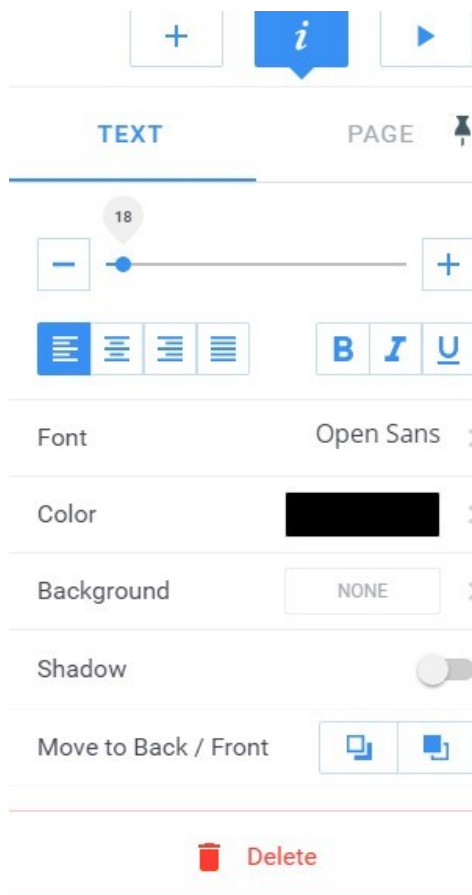 i
TEXT PAGE
18
B I U
Font Open Sans
Color
Background NONE
Shadow
Move to Back / Front
Delete